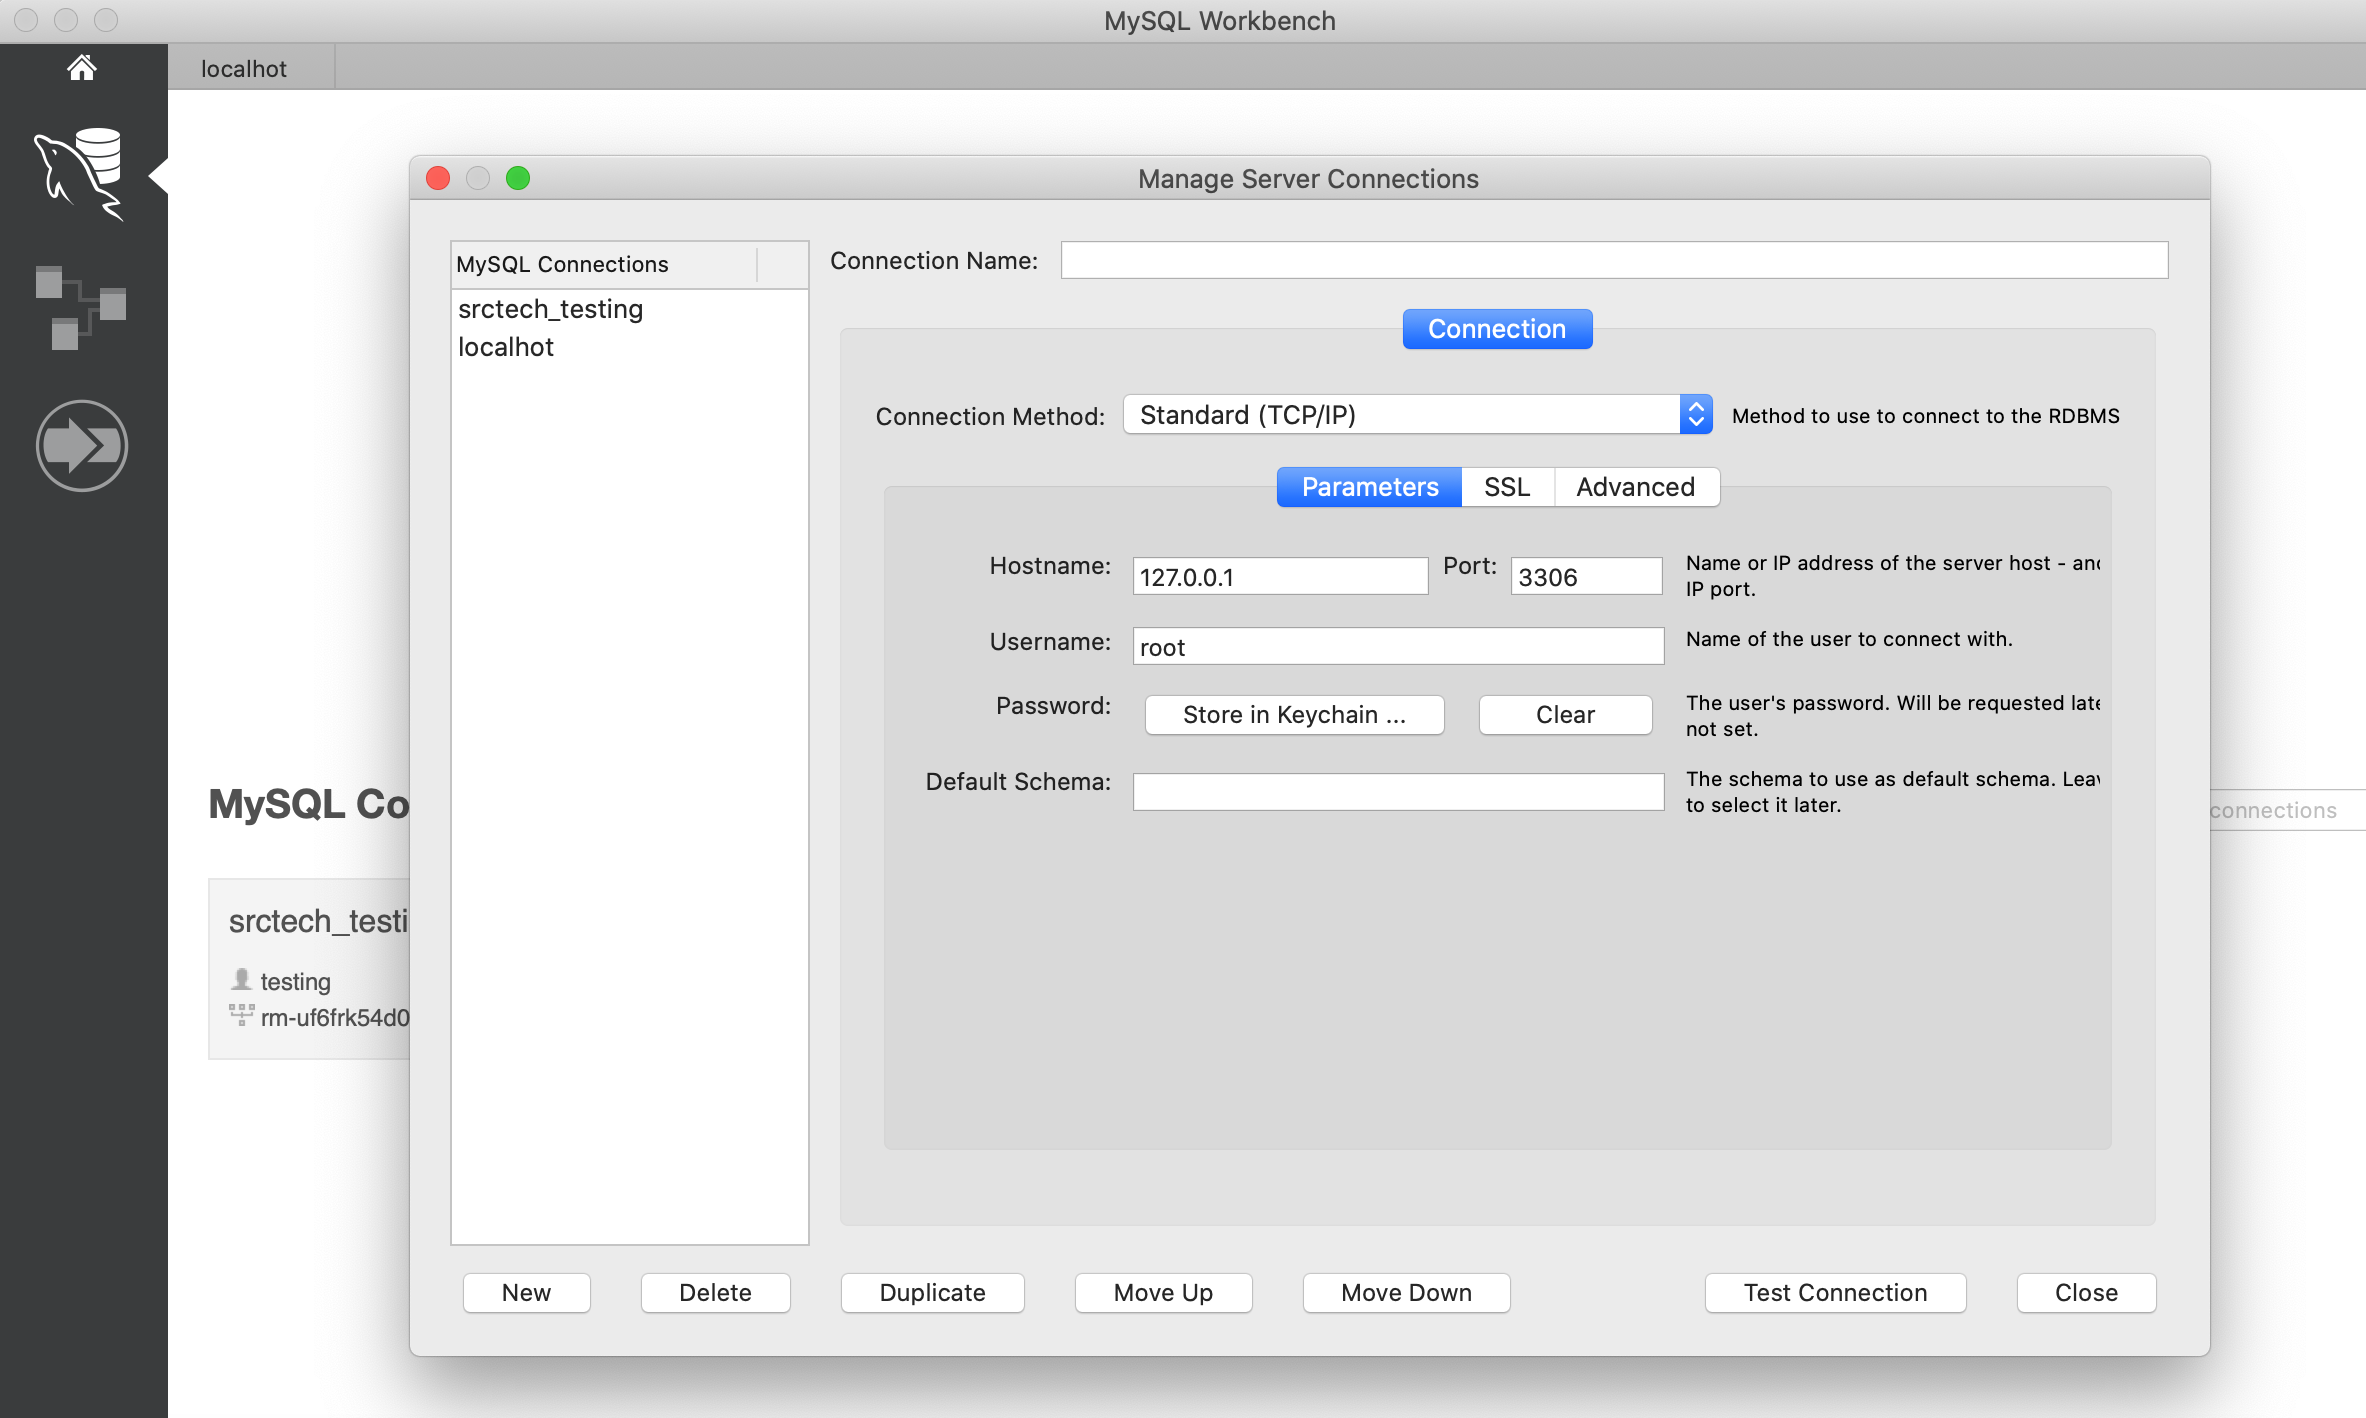 MySQL Workbench
localhot
Manage Server Connections
MySQL Connections
srctech_testing
localhot
Connection Name:
Connection
Connection Method: Standard (TCP/IP) Method to use to connect to the RDBMS
Parameters SSL Advanced
Hostname: 127.0.0.1 Port: 3306 Name or IP address of the server host - and
IP port.
Username: root Name of the user to connect with.
Password: Store in Keychain ... Clear The user's password. Will be requested late
not set.
Default Schema: The schema to use as default schema. Leav
to select it later.
MySQL Co
connections
srctech_testi
testing
rm-uf6frk54d0
New Delete Duplicate Move Up Move Down Test Connection Close